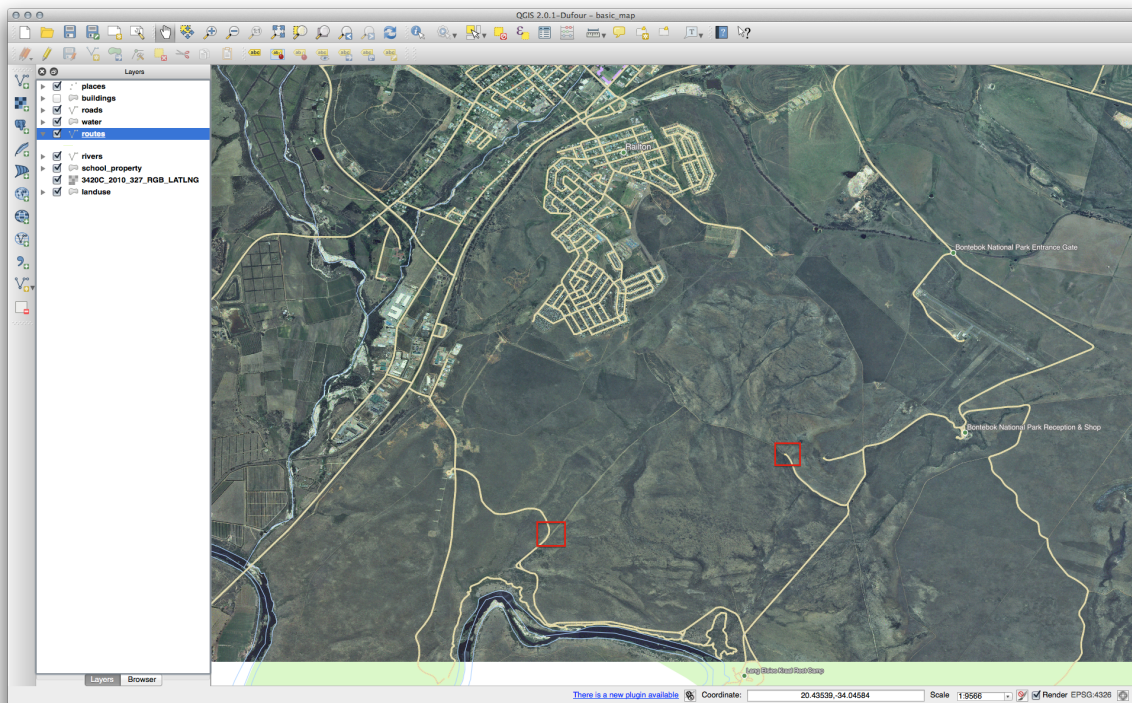 QGIS 2.0.1-Dufour - basic_map
Layers
places
buildings
roads
water
routes
rivers
school_property
3420C_2010_327_RGB_LATLNG
landuse
Railton
Bontebok National Park Entrance Gate
Bontebok National Park Reception & Shop
Layers Browser
There is a new plugin available Coordinate: 20.43539,-34.04584 Scale 1:9566 Render EPSG:4326